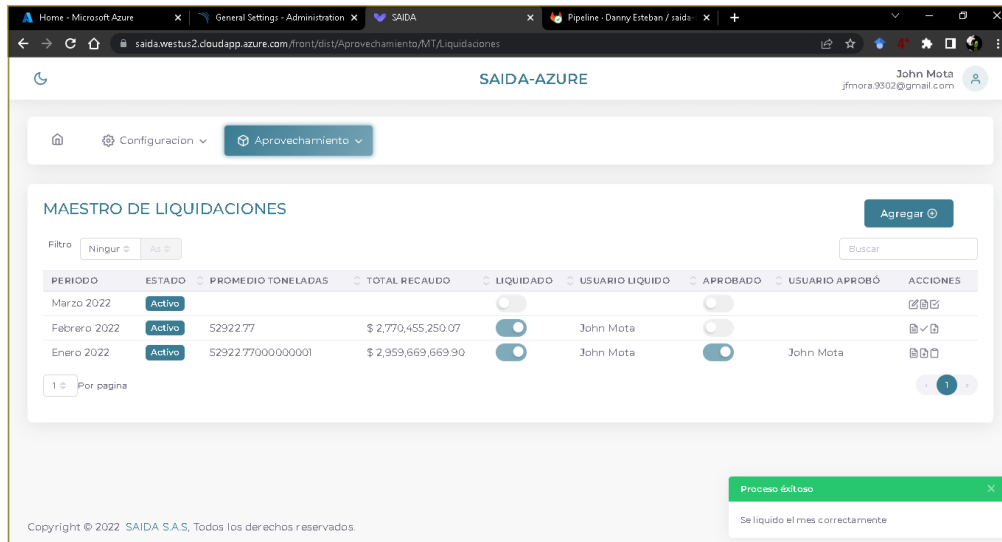 Home - Microsoft Azure
General Settings - Administration
SAIDA
Pipeline · Danny Esteban / saida-
saida.westus2.cloudapp.azure.com/front/dist/Aprovechamiento/MT/Liquidaciones
SAIDA-AZURE
John Mota
jfmora.9302@gmail.com
Configuracion
Aprovechamiento
MAESTRO DE LIQUIDACIONES
Agregar
Filtro
Ningur
As
Buscar
PERIODO ESTADO PROMEDIO TONELADAS TOTAL RECAUDO LIQUIDADO USUARIO LIQUIDO APROBADO USUARIO APROBÓ ACCIONES
Marzo 2022 Activo
Febrero 2022 Activo 52922.77 $ 2,770,455,250.07 John Mota
Enero 2022 Activo 52922.77000000001 $ 2,959,669,669.90 John Mota John Mota
1 Por pagina
1
Proceso éxitoso
Se liquido el mes correctamente
Copyright © 2022 SAIDA S.A.S, Todos los derechos reservados.